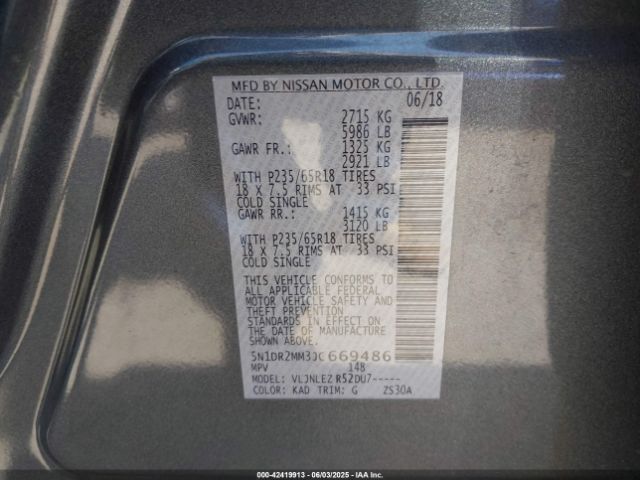 MFD BY NISSAN MOTOR CO., LTD.
DATE: 06/18
GVWR: 2715 KG
5986 LB
GAWR FR.: 1325 KG
2921 LB
WITH P235/65R18 TIRES
18 X 7.5 RIMS AT 33 PSI
COLD SINGLE
GAWR RR.: 1415 KG
3120 LB
WITH P235/65R18 TIRES
18 X 7.5 RIMS AT 33 PSI
COLD SINGLE
THIS VEHICLE CONFORMS TO
ALL APPLICABLE FEDERAL
MOTOR VEHICLE SAFETY AND
THEFT PREVENTION
STANDARDS IN EFFECT ON
THE DATE OF MANUFACTURE
SHOWN ABOVE.
5N1DR2MM3JC669486
MPV 148
MODEL: VLJNLEZ R52DU7-----
COLOR: KAD TRIM: G ZS30A
000-42419913 | 06/03/2025 - IAA Inc.